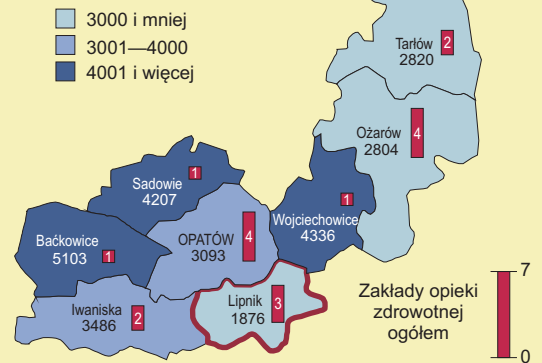 3000 i mniej
3001—4000
4001 i więcej
Tarłów
2820
2
Ożarów
2804
4
Sadowie
4207
1
Wojciechowice
4336
1
OPATÓW
3093
4
Baćkowice
5103
1
Iwaniska
3486
2
Lipnik
1876
3
Zakłady opieki
zdrowotnej
ogółem
7
0